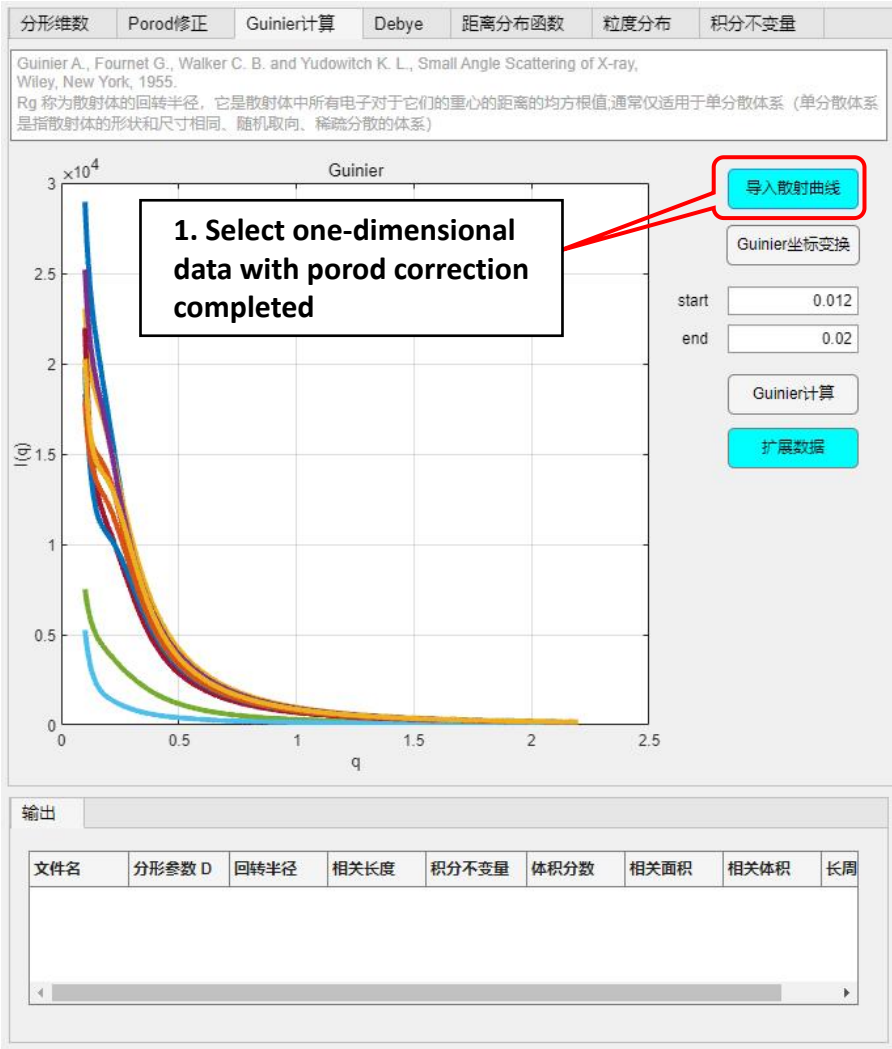 分形维数 Porod修正 Guinier计算 Debye 距离分布函数 粒度分布 积分不变量
Guinier A., Fournet G., Walker C. B. and Yudowitch K. L., Small Angle Scattering of X-ray,
Wiley, New York, 1955.
Rg 称为散射体的回转半径，它是散射体中所有电子对于它们的重心的距离的均方根值;通常仅适用于单分散体系（单分散体系
是指散射体的形状和尺寸相同、随机取向、稀疏分散的体系）
×10⁴
Guinier
3
2.5
2
1.5
1
0.5
0
I(q)
0 0.5 1 1.5 2 2.5
q
1. Select one-dimensional
data with porod correction
completed
导入散射曲线
Guinier坐标变换
start 0.012
end 0.02
Guinier计算
扩展数据
输出
文件名 分形参数 D 回转半径 相关长度 积分不变量 体积分数 相关面积 相关体积 长周